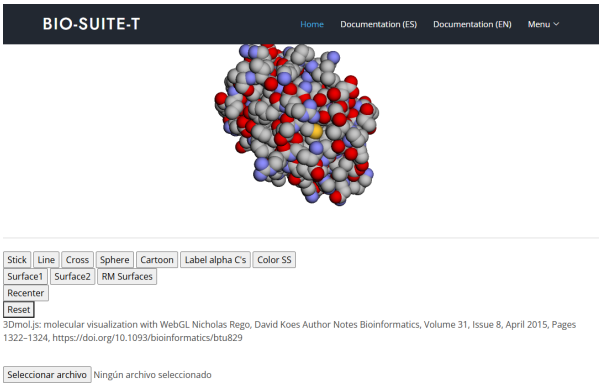 BIO-SUITE-T Home Documentation (ES) Documentation (EN) Menu
Stick Line Cross Sphere Cartoon Label alpha C's Color SS
Surface1 Surface2 RM Surfaces
Recenter
Reset
3Dmol.js: molecular visualization with WebGL Nicholas Rego, David Koes Author Notes Bioinformatics, Volume 31, Issue 8, April 2015, Pages
1322–1324, https://doi.org/10.1093/bioinformatics/btu829
Seleccionar archivo Ningún archivo seleccionado